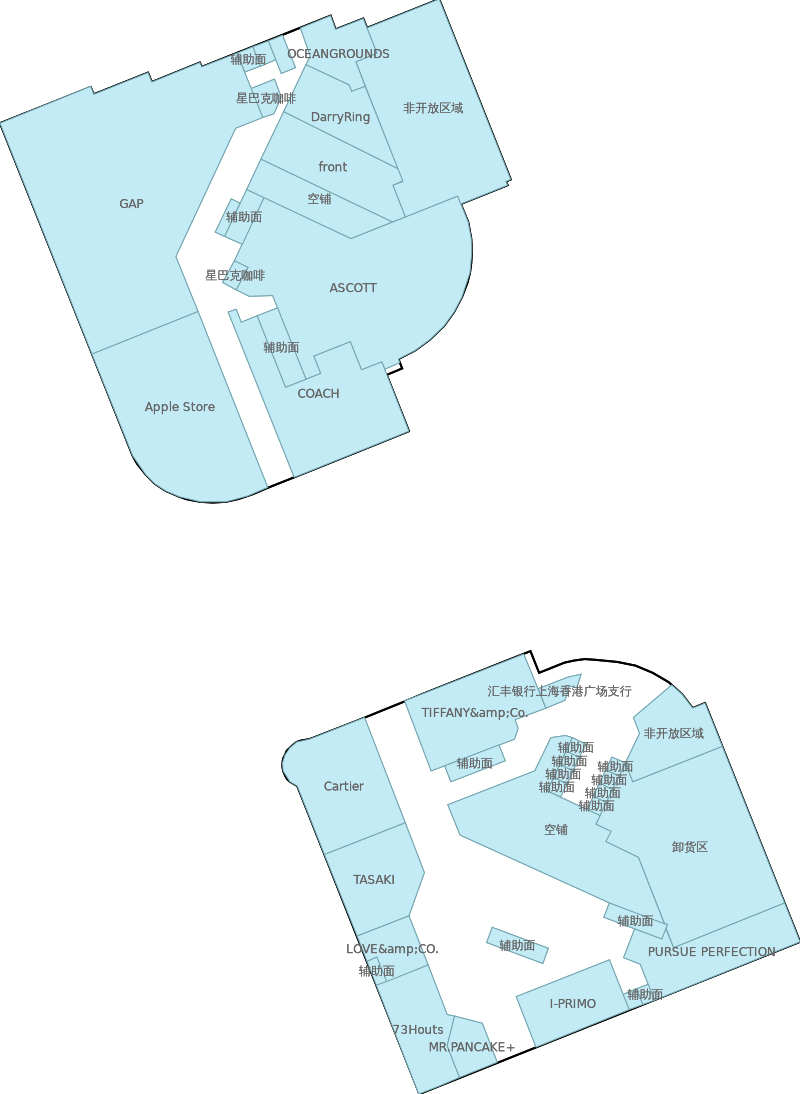 OCEANGROUNDS
辅助面
星巴克咖啡
非开放区域
DarryRing
front
空铺
GAP
辅助面
星巴克咖啡
ASCOTT
辅助面
COACH
Apple Store
汇丰银行上海香港广场支行
TIFFANY&amp;Co.
非开放区域
辅助面
辅助面
辅助面
辅助面
辅助面
辅助面
辅助面
辅助面
辅助面
Cartier
空铺
卸货区
TASAKI
辅助面
LOVE&amp;CO.
辅助面
PURSUE PERFECTION
辅助面
辅助面
I-PRIMO
73Houts
MR.PANCAKE+